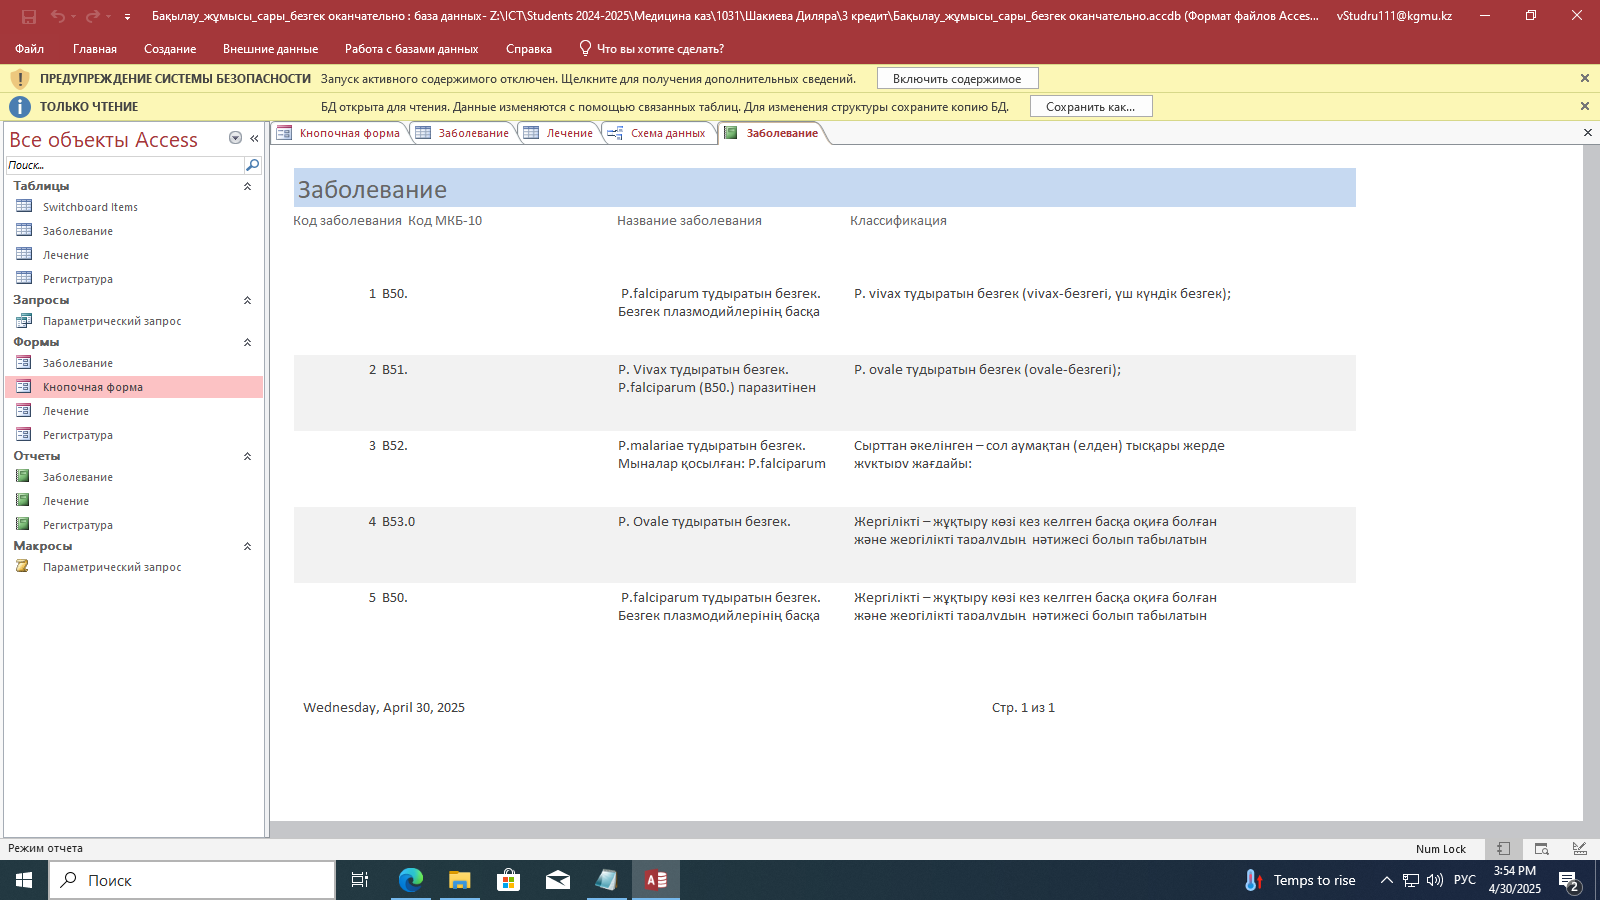 Бақылау_жұмысы_сары_безгек оканчательно : база данных- Z:\ICT\Students 2024-2025\Медицина каз\1031\Шакиева Диляра\3 кредит\Бақылау_жұмысы_сары_безгек оканчательно.accdb (Формат файлов Acces... vStudru111@kgmu.kz
Файл Главная Создание Внешние данные Работа с базами данных Справка Что вы хотите сделать?
ПРЕДУПРЕЖДЕНИЕ СИСТЕМЫ БЕЗОПАСНОСТИ Запуск активного содержимого отключен. Щелкните для получения дополнительных сведений. Включить содержимое
ТОЛЬКО ЧТЕНИЕ БД открыта для чтения. Данные изменяются с помощью связанных таблиц. Для изменения структуры сохраните копию БД. Сохранить как...
Все объекты Access
Поиск...
Таблицы
Switchboard Items
Заболевание
Лечение
Регистратура
Запросы
Параметрический запрос
Формы
Заболевание
Кнопочная форма
Лечение
Регистратура
Отчеты
Заболевание
Лечение
Регистратура
Макросы
Параметрический запрос
Кнопочная форма Заболевание Лечение Схема данных Заболевание
Заболевание
Код заболевания Код МКБ-10 Название заболевания Классификация
1 B50. P.falciparum тудыратын безгек. P. vivax тудыратын безгек (vivax-безгегі, үш күндік безгек);
Безгек плазмодийлерінің басқа
2 B51. P. Vivax тудыратын безгек. P. ovale тудыратын безгек (ovale-безгегі);
P.falciparum (B50.) паразитінен
3 B52. P.malariae тудыратын безгек. Сырттан әкелінген – сол аумақтан (елден) тысқары жерде
Мыналар қосылған: P.falciparum жұқтыру жағдайы;
4 B53.0 P. Ovale тудыратын безгек. Жергілікті – жұқтыру көзі кез келгген басқа оқиға болған
және жергілікті таралудың нәтижесі болып табылатын
5 B50. P.falciparum тудыратын безгек. Жергілікті – жұқтыру көзі кез келгген басқа оқиға болған
Безгек плазмодийлерінің басқа және жергілікті таралудың нәтижесі болып табылатын
Wednesday, April 30, 2025 Стр. 1 из 1
Режим отчета Num Lock
Поиск Temps to rise РУС 3:54 PM
4/30/2025 2